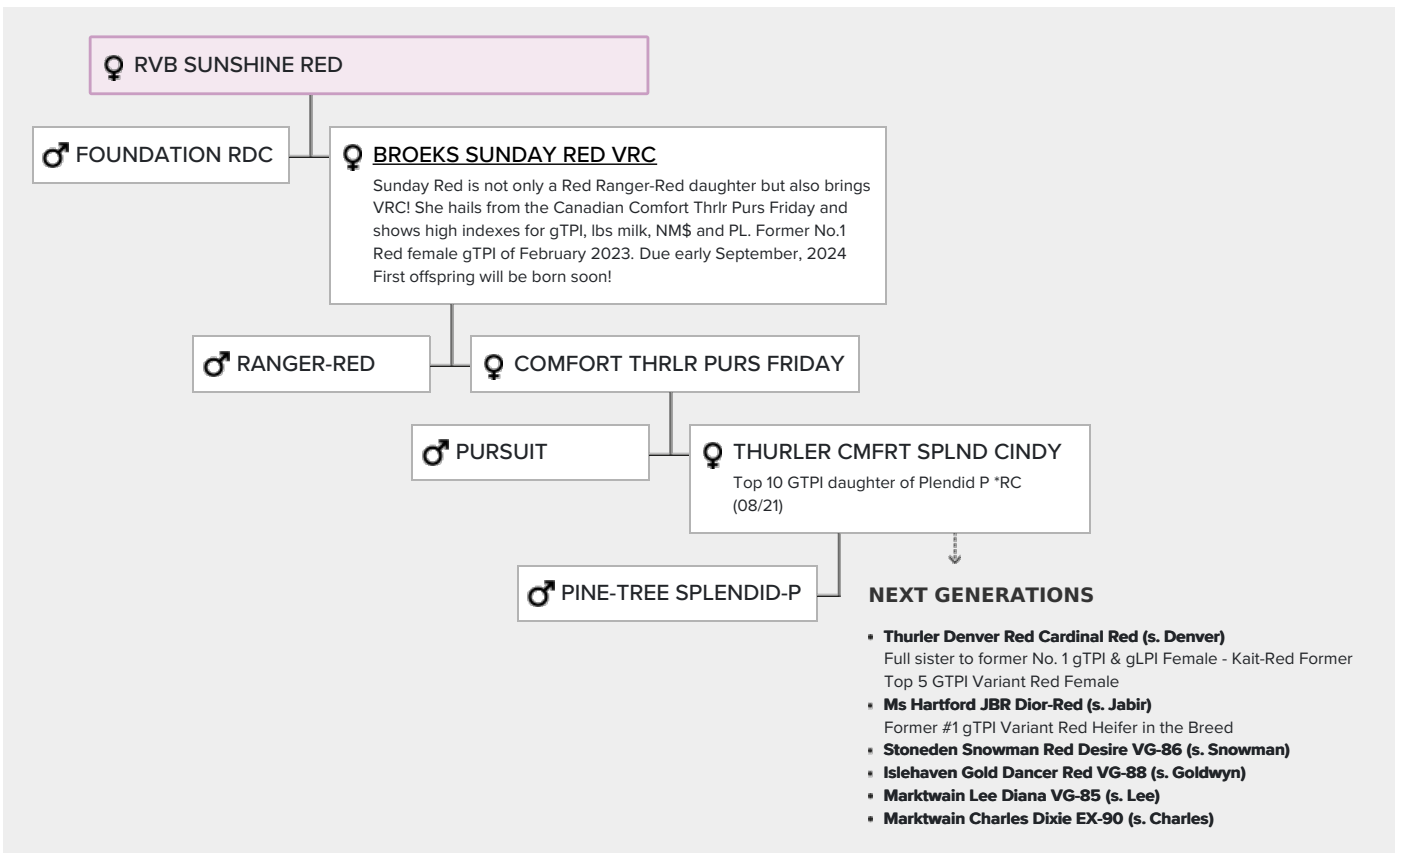 RVB SUNSHINE RED
FOUNDATION RDC
BROEKS SUNDAY RED VRC
Sunday Red is not only a Red Ranger-Red daughter but also brings
VRC! She hails from the Canadian Comfort Thrlr Purs Friday and
shows high indexes for gTPI, lbs milk, NM$ and PL. Former No.1
Red female gTPI of February 2023. Due early September, 2024
First offspring will be born soon!
RANGER-RED
COMFORT THRLR PURS FRIDAY
PURSUIT
THURLER CMFRT SPLND CINDY
Top 10 GTPI daughter of Plendid P *RC
(08/21)
PINE-TREE SPLENDID-P
NEXT GENERATIONS
• Thurler Denver Red Cardinal Red (s. Denver)
Full sister to former No. 1 gTPI & gLPI Female - Kait-Red Former
Top 5 GTPI Variant Red Female
• Ms Hartford JBR Dior-Red (s. Jabir)
Former #1 gTPI Variant Red Heifer in the Breed
• Stoneden Snowman Red Desire VG-86 (s. Snowman)
• Islehaven Gold Dancer Red VG-88 (s. Goldwyn)
• Marktwain Lee Diana VG-85 (s. Lee)
• Marktwain Charles Dixie EX-90 (s. Charles)